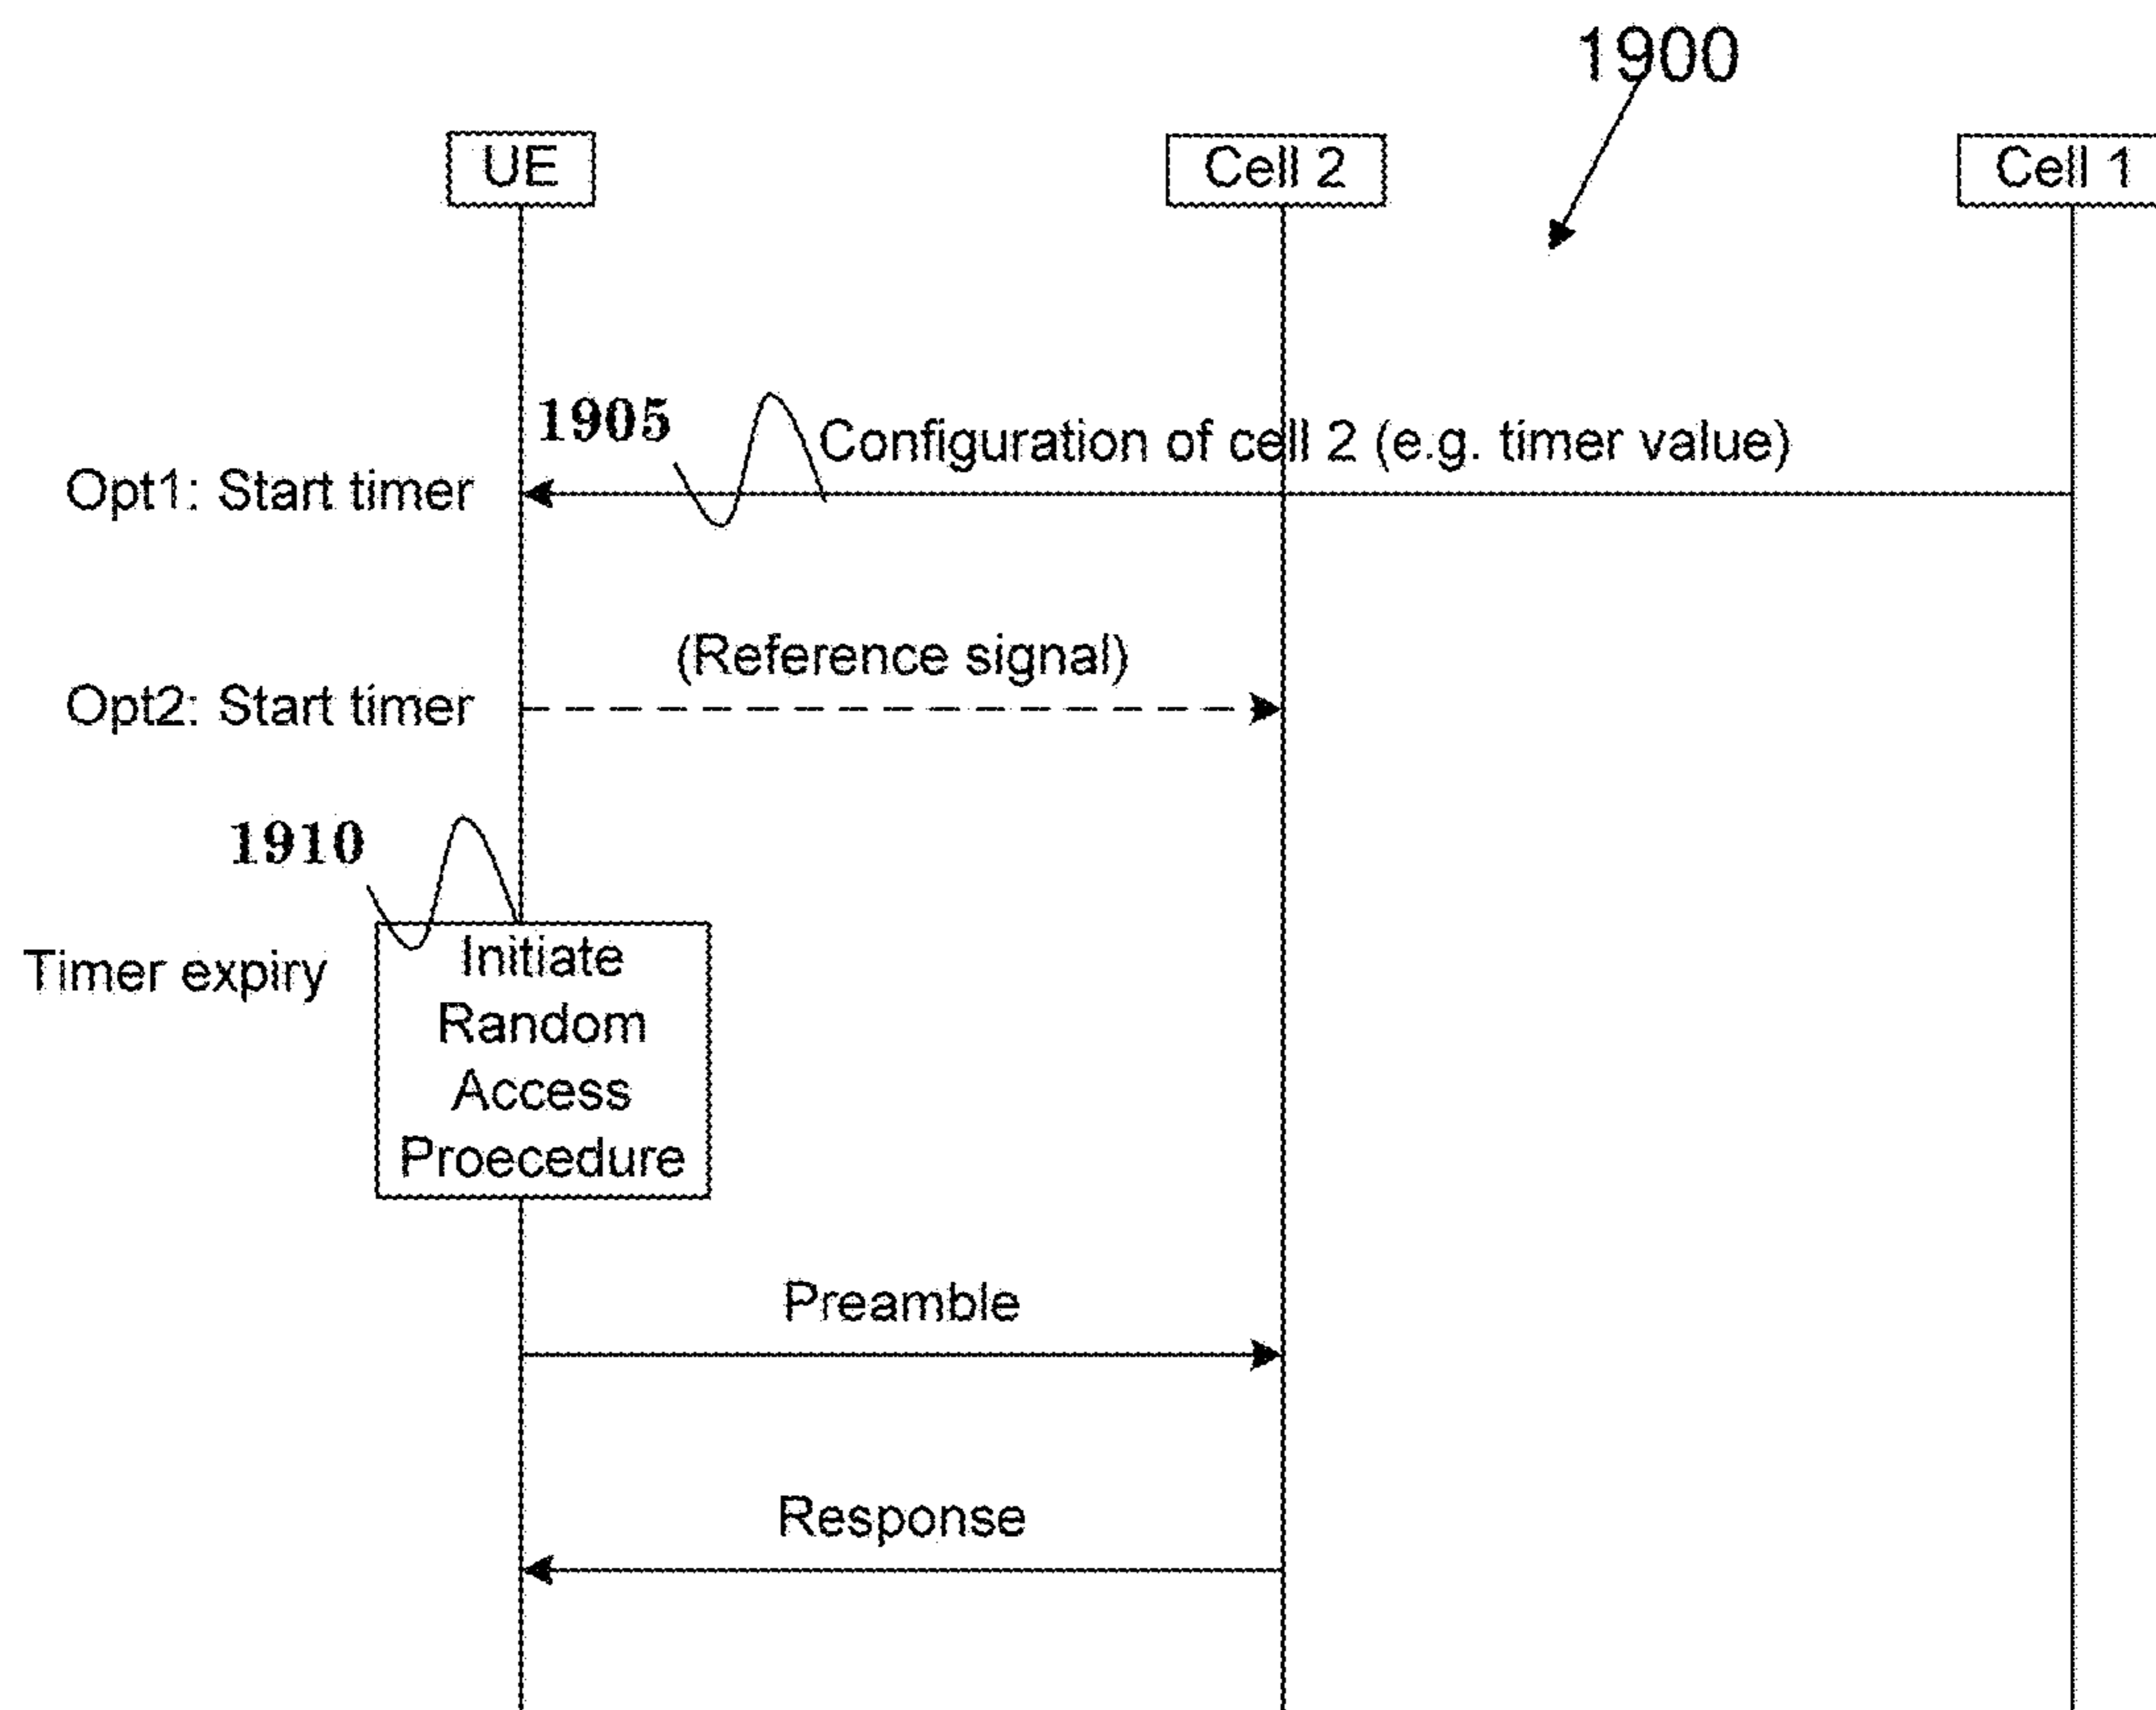 1900
UE
Cell 2
Cell 1
1905
Configuration of cell 2 (e.g. timer value)
Opt1: Start timer
(Reference signal)
Opt2: Start timer
1910
Timer expiry
Initiate
Random
Access
Proecedure
Preamble
Response